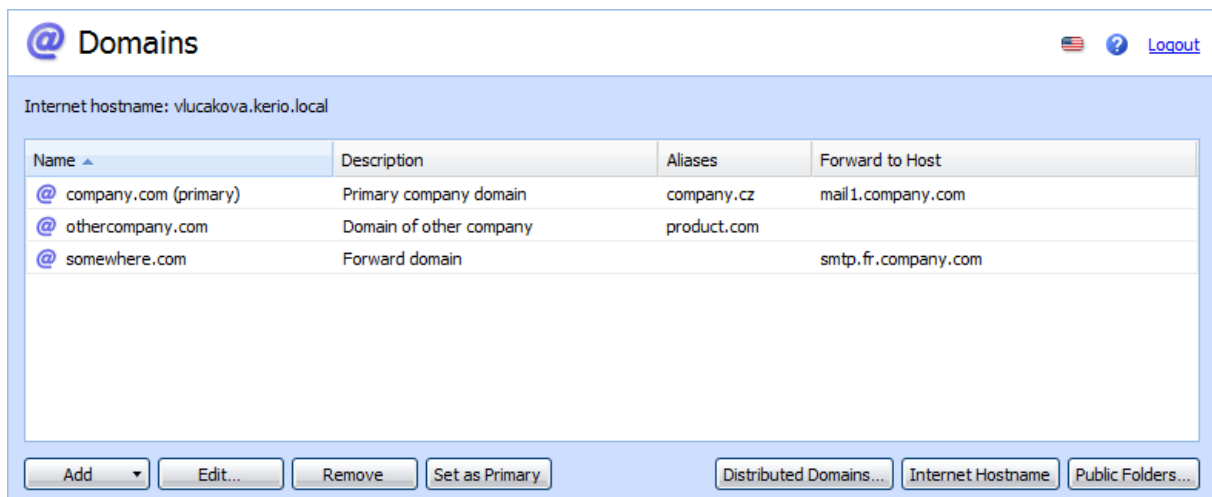 @ Domains
Logout
Internet hostname: vlucakova.kerio.local
Name Description Aliases Forward to Host
@ company.com (primary) Primary company domain company.cz mail1.company.com
@ othercompany.com Domain of other company product.com
@ somewhere.com Forward domain smtp.fr.company.com
Add Edit... Remove Set as Primary Distributed Domains... Internet Hostname Public Folders...